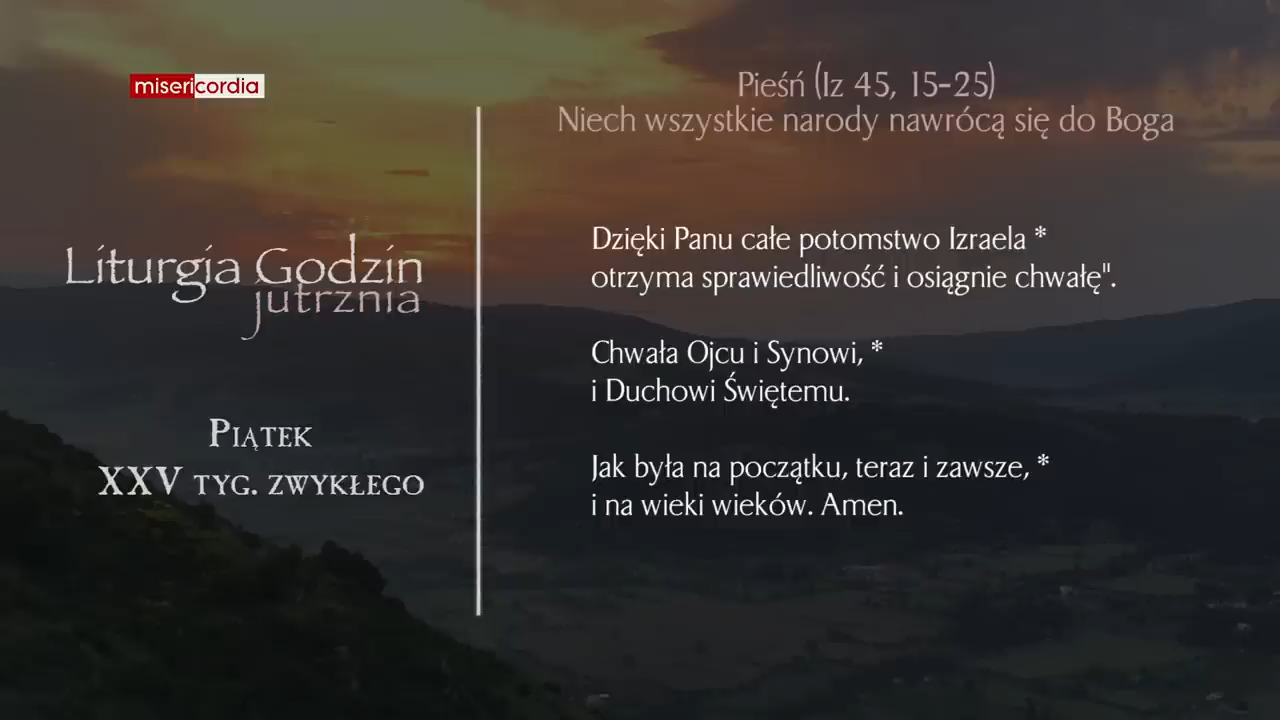 misericordia
Liturgia Godzin
jutrznia
Piątek
XXV tyg. zwykłego
Pieśń (Iz 45, 15-25)
Niech wszystkie narody nawrócą się do Boga
Dzięki Panu całe potomstwo Izraela *
otrzyma sprawiedliwość i osiągnie chwałę".
Chwała Ojcu i Synowi, *
i Duchowi Świętemu.
Jak była na początku, teraz i zawsze, *
i na wieki wieków. Amen.